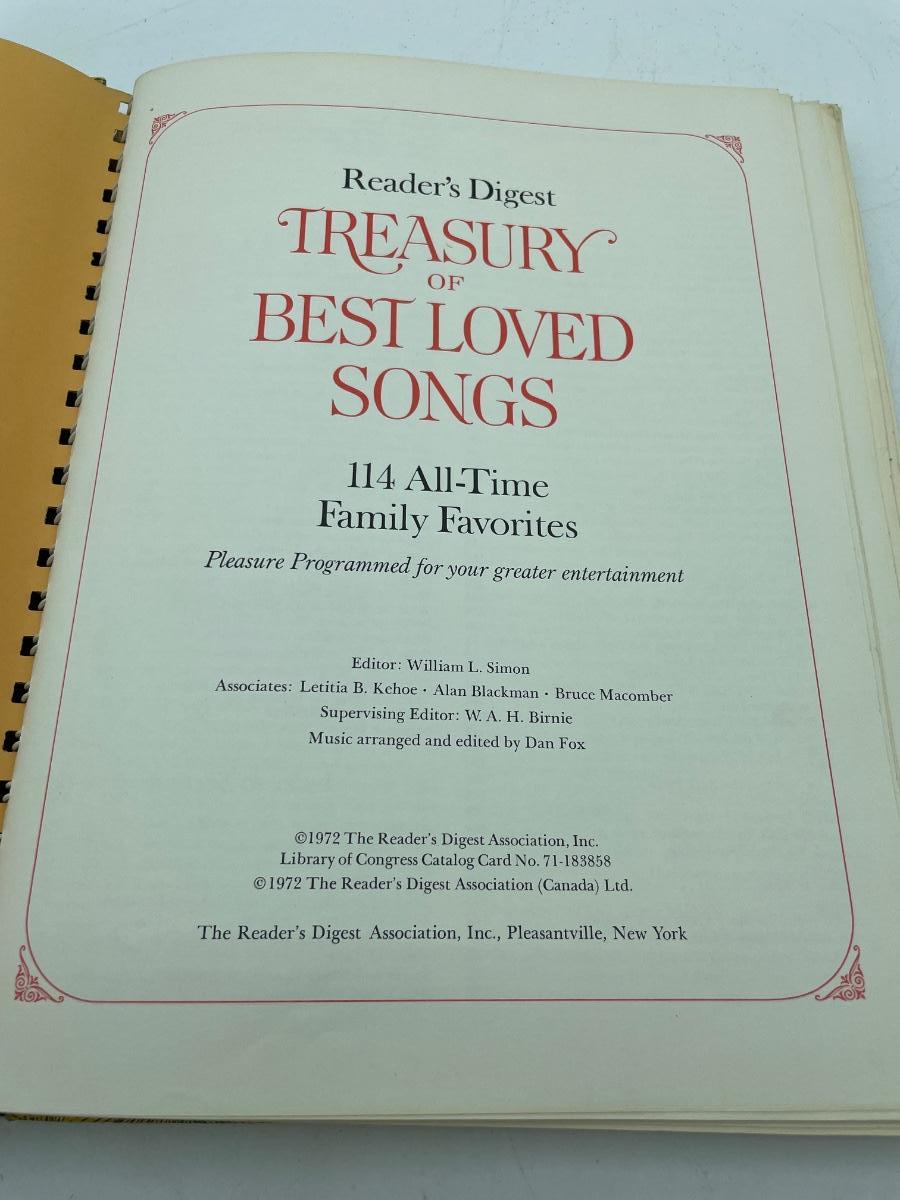 Reader's Digest
TREASURY
OF
BEST LOVED
SONGS
114 All-Time
Family Favorites
Pleasure Programmed for your greater entertainment
Editor: William L. Simon
Associates: Letitia B. Kehoe · Alan Blackman · Bruce Macomber
Supervising Editor: W. A. H. Birnie
Music arranged and edited by Dan Fox
©1972 The Reader's Digest Association, Inc.
Library of Congress Catalog Card No. 71-183858
©1972 The Reader's Digest Association (Canada) Ltd.
The Reader's Digest Association, Inc., Pleasantville, New York